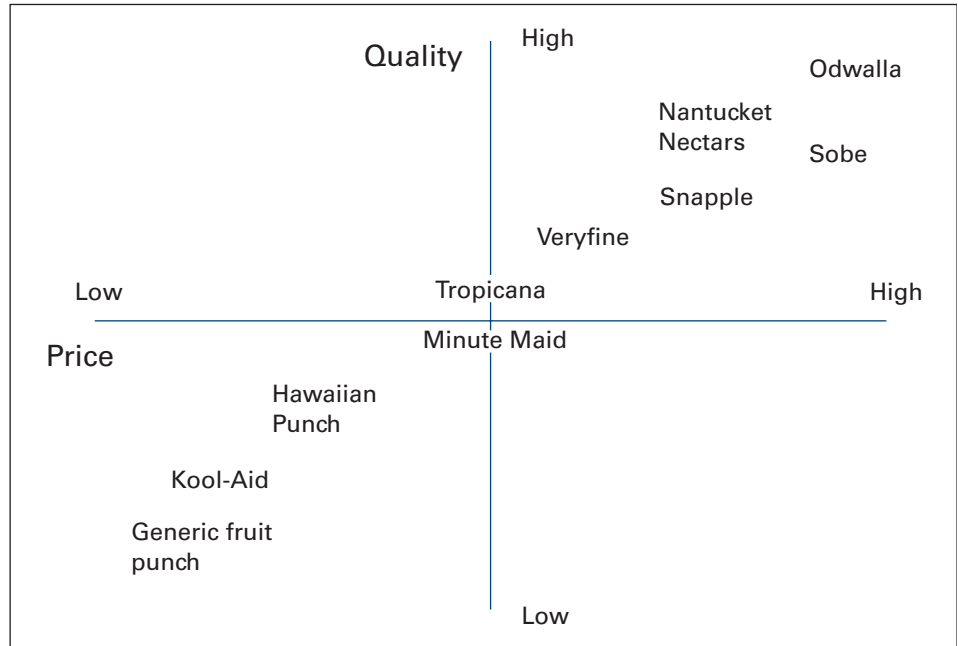 Quality
High
Odwalla
Nantucket
Nectars
Sobe
Snapple
Veryfine
Low
Tropicana
High
Price
Minute Maid
Hawaiian
Punch
Kool-Aid
Generic fruit
punch
Low